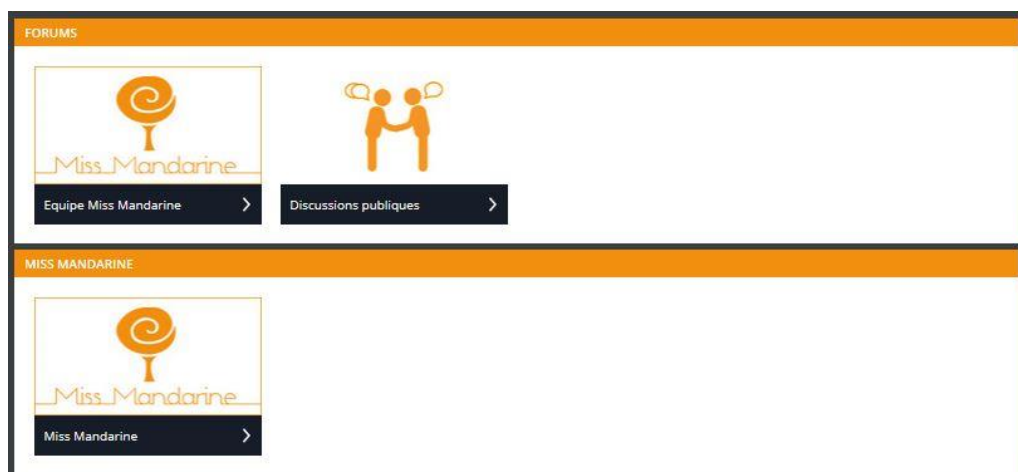 FORUMS
Miss Mandarine
Equipe Miss Mandarine
Discussions publiques
MISS MANDARINE
Miss Mandarine
Miss Mandarine